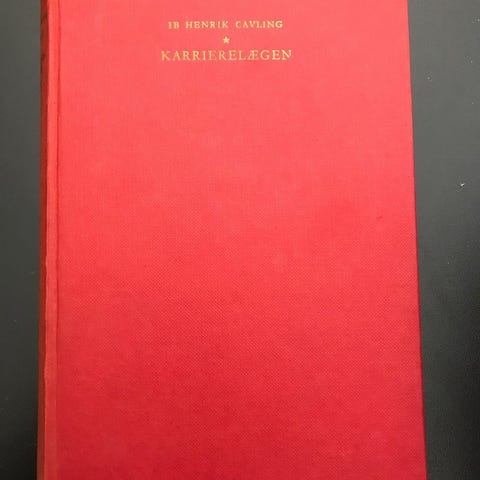 IB HENRIK CAVLING
★
KARRIERELÆGEN